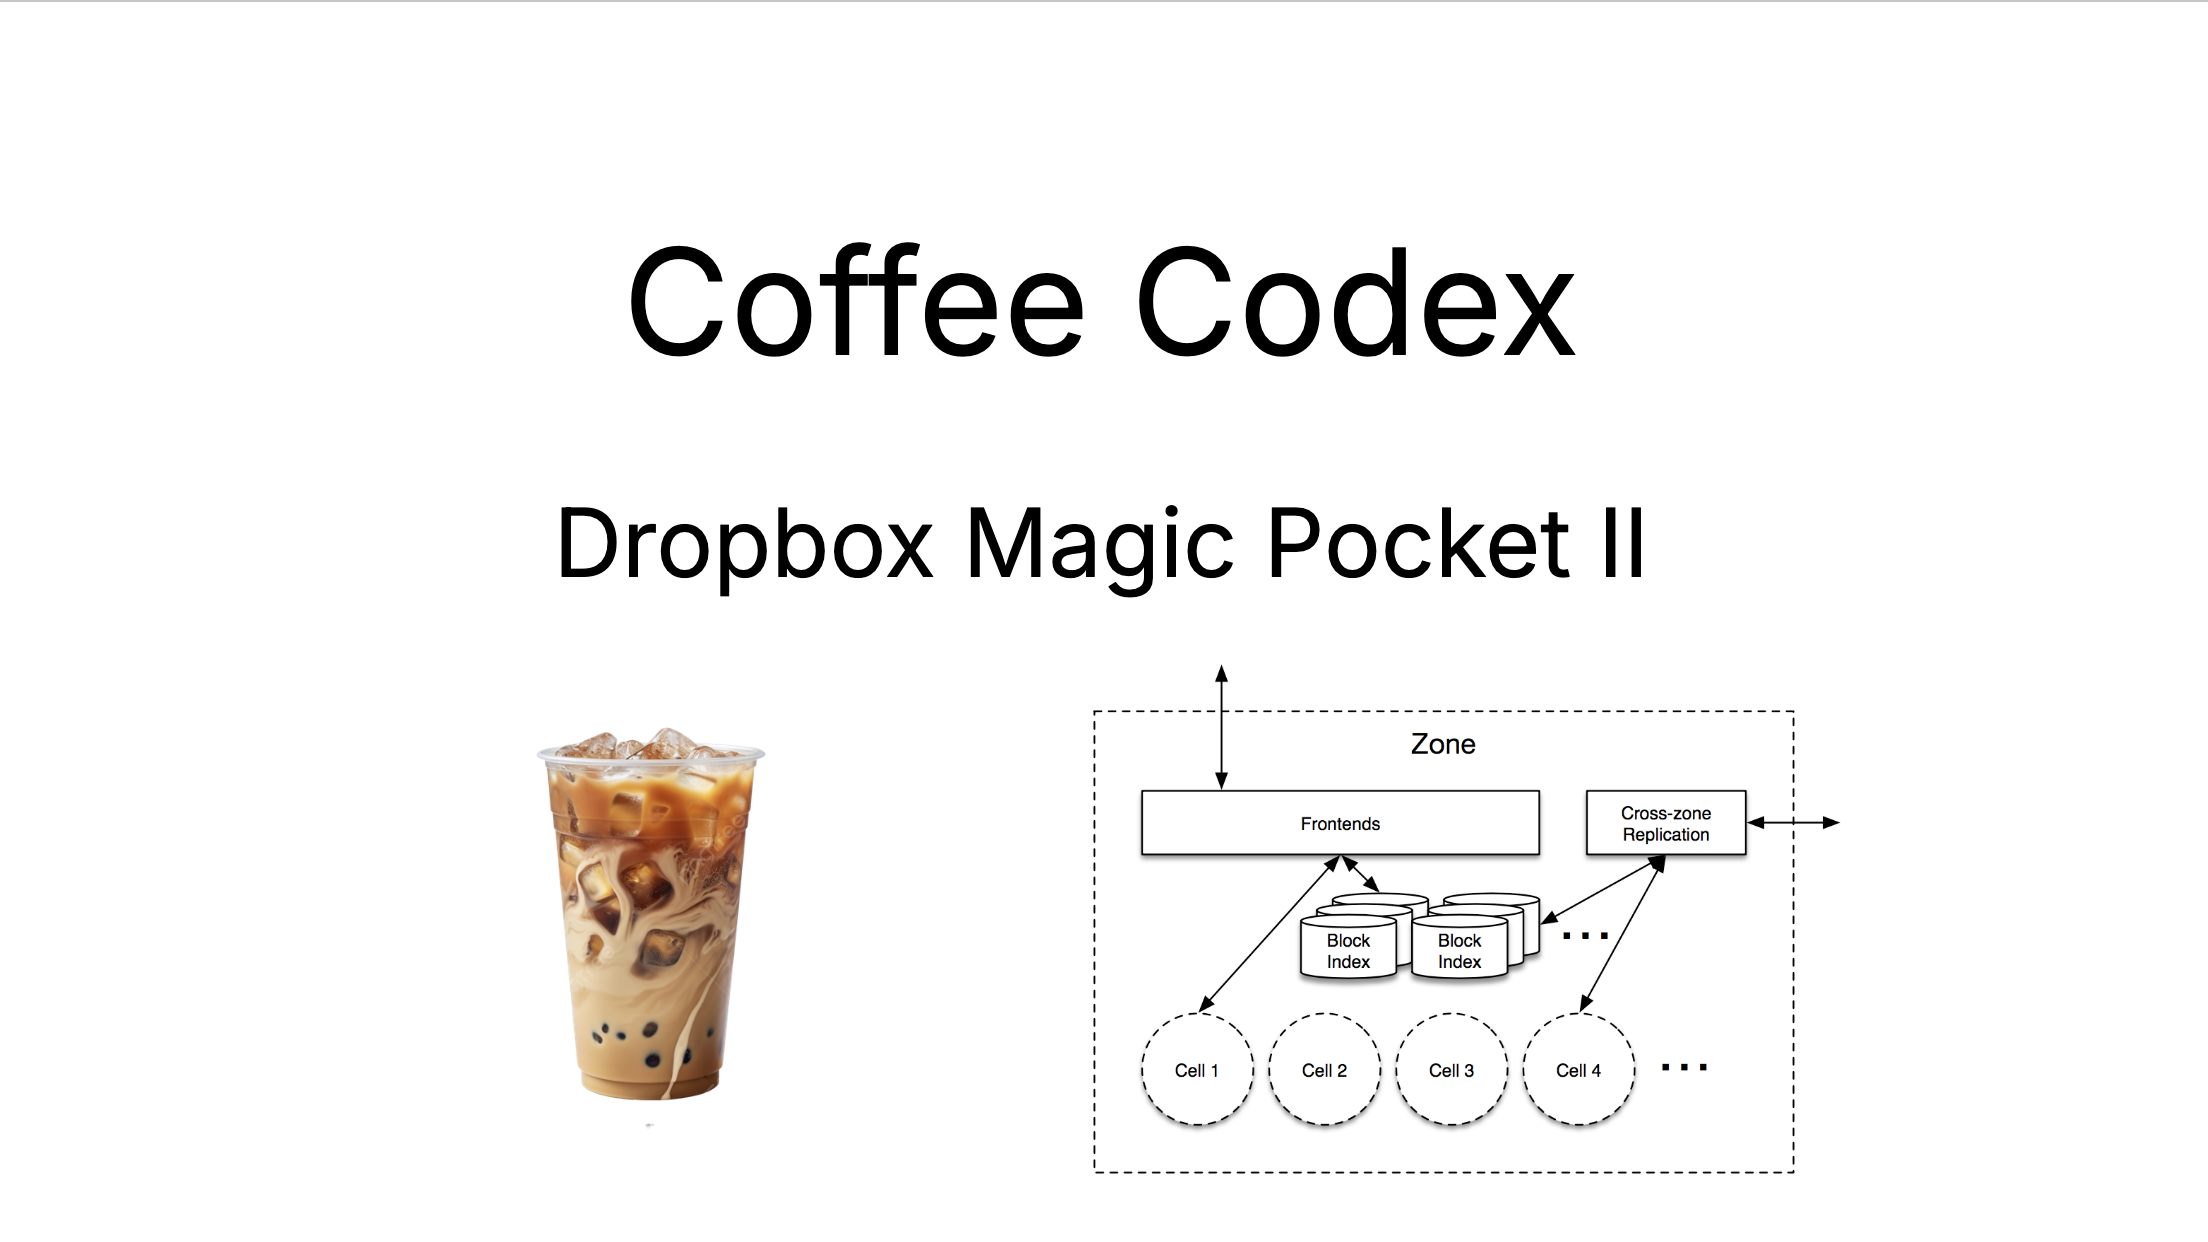 Coffee Codex
Dropbox Magic Pocket II
Zone
Frontends
Cross-zone
Replication
Block
Index
Block
Index
...
Cell 1
Cell 2
Cell 3
Cell 4
...